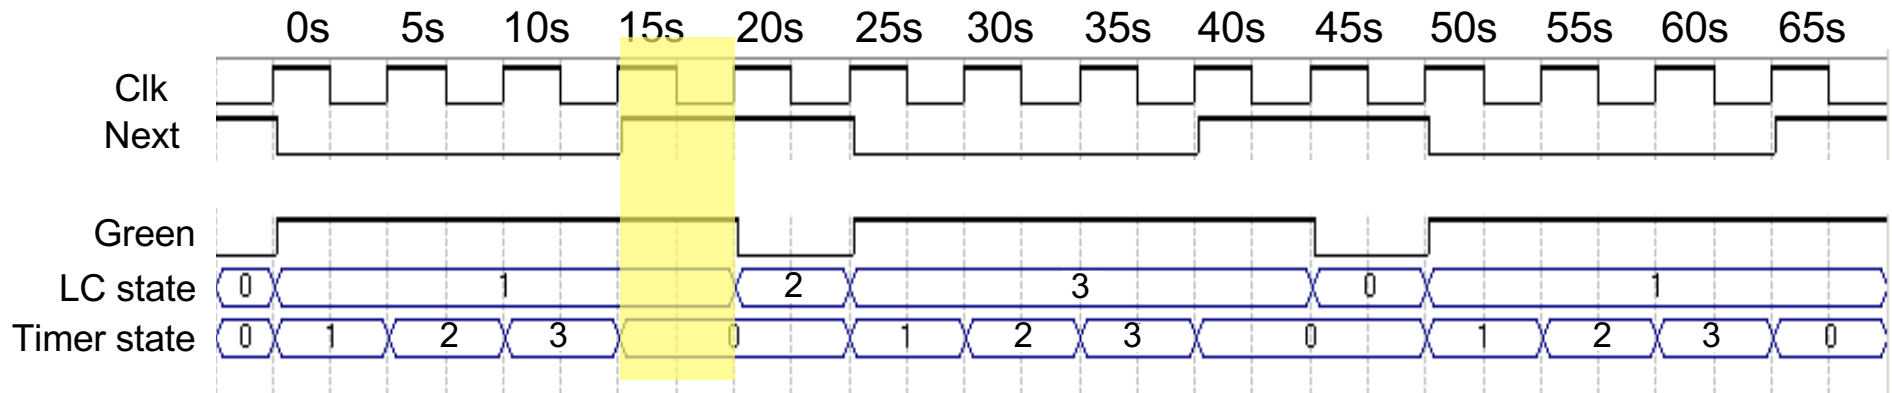 0s 5s 10s 15s 20s 25s 30s 35s 40s 45s 50s 55s 60s 65s
Clk
Next
Green
LC state 0 1 2 3 0 1
Timer state 0 1 2 3 0 1 2 3 0 1 2 3 0